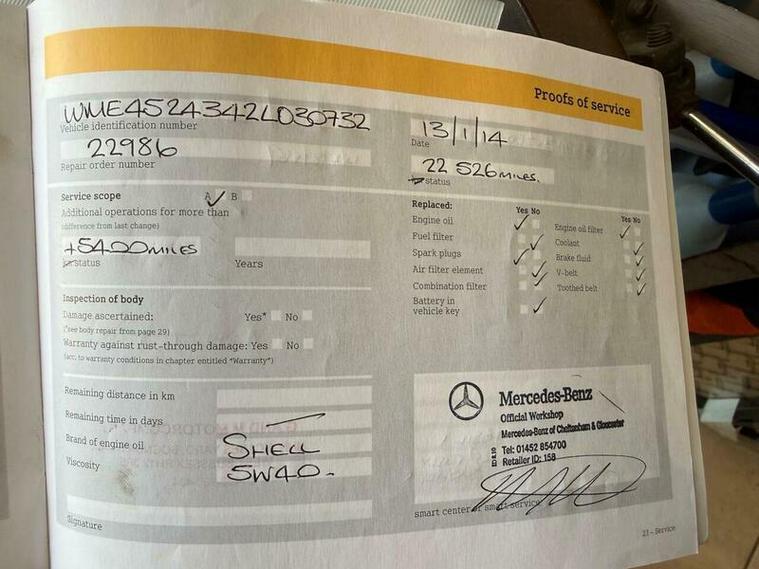 Proofs of service
WME4524342L030732
Vehicle identification number
22986
Repair order number
13/1/14
Date
22 526 MILES.
status
Service scope A B
Additional operations for more than
(difference from last change)
+5400 MILES
status Years
Inspection of body
Damage ascertained: Yes* No
(*see body repair from page 29)
Warranty against rust-through damage: Yes No
(acc. to warranty conditions in chapter entitled "Warranty")
Remaining distance in km
Remaining time in days
Brand of engine oil SHELL
Viscosity 5W40-
Signature
Replaced:
Yes No Yes No
Engine oil Engine oil filter
Fuel filter Coolant
Spark plugs Brake fluid
Air filter element V-belt
Combination filter Toothed belt
Battery in
vehicle key
Mercedes-Benz
Official Workshop
Mercedes-Benz of Cheltenham & Gloucester
Tel: 01452 854700
Retailer ID: 158
smart center or smart service
23 – Service